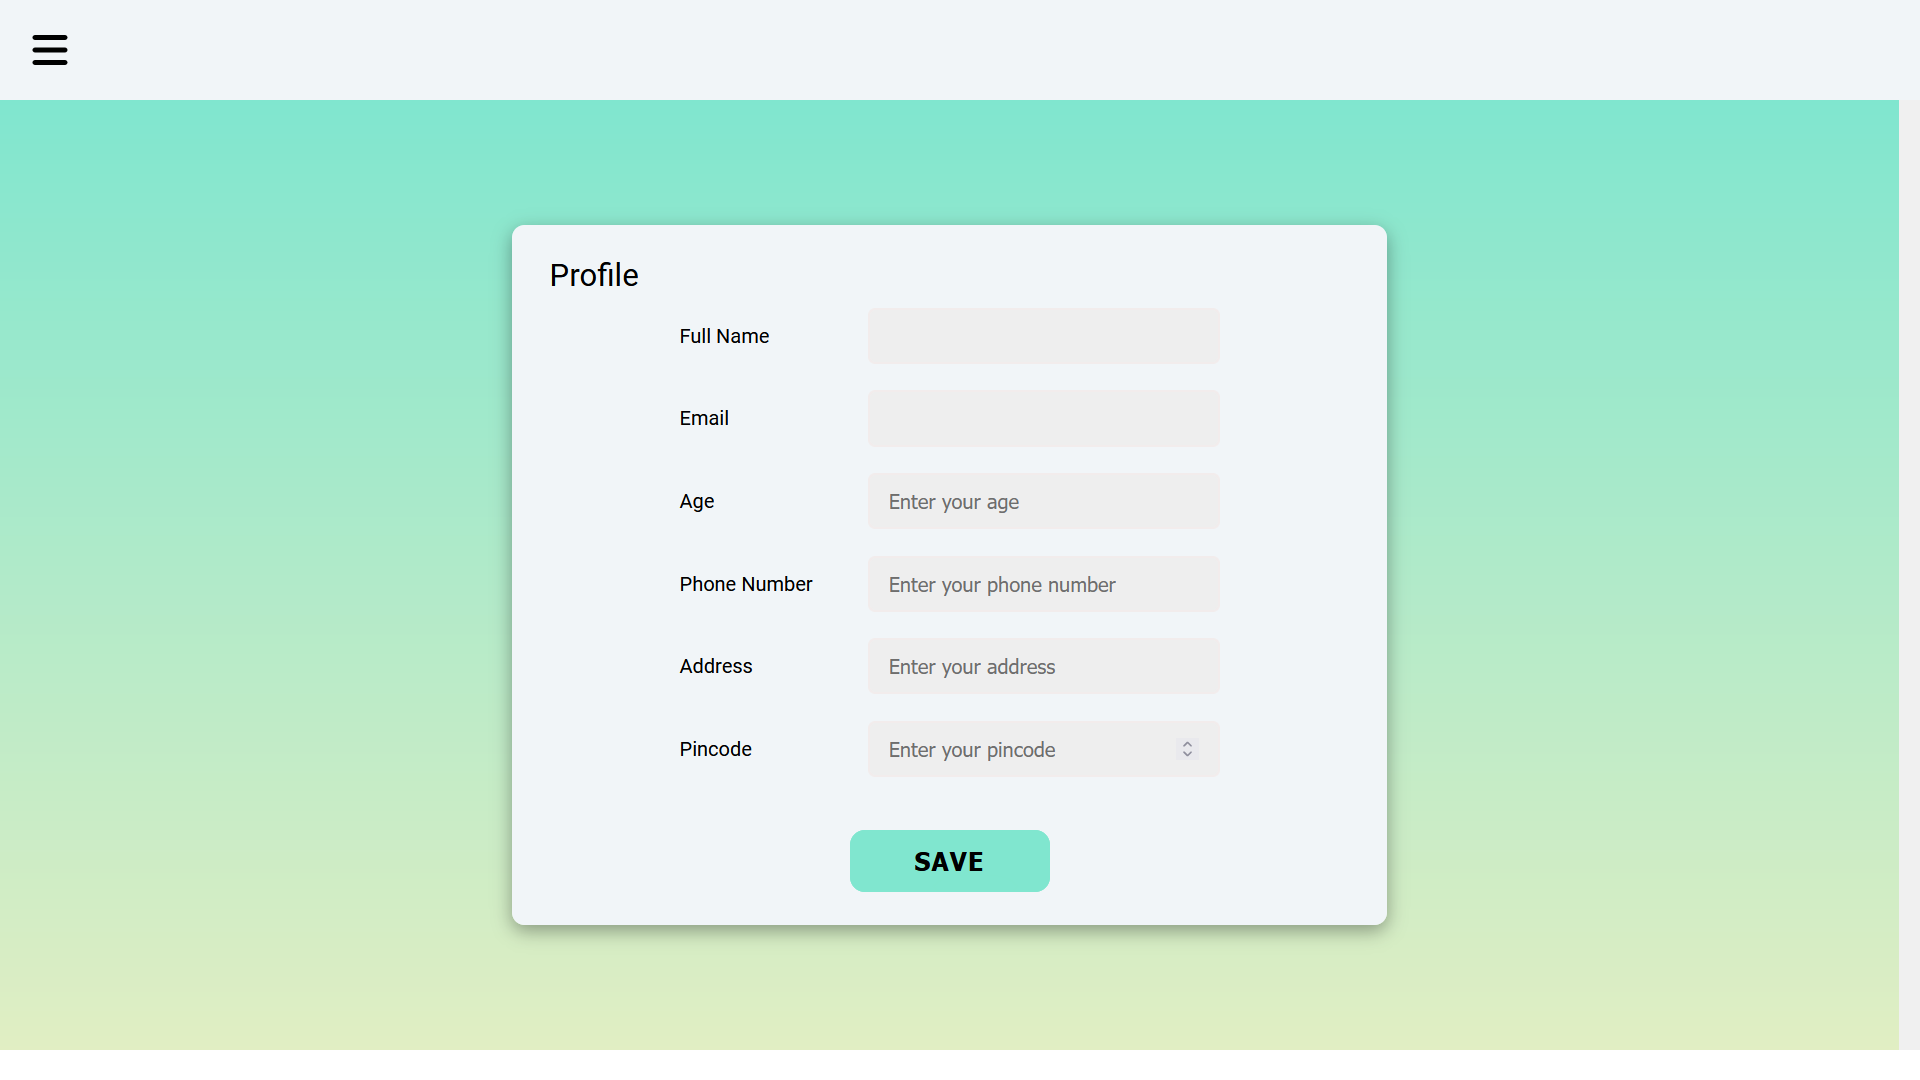 Profile
Full Name
Email
Age Enter your age
Phone Number Enter your phone number
Address Enter your address
Pincode Enter your pincode
SAVE